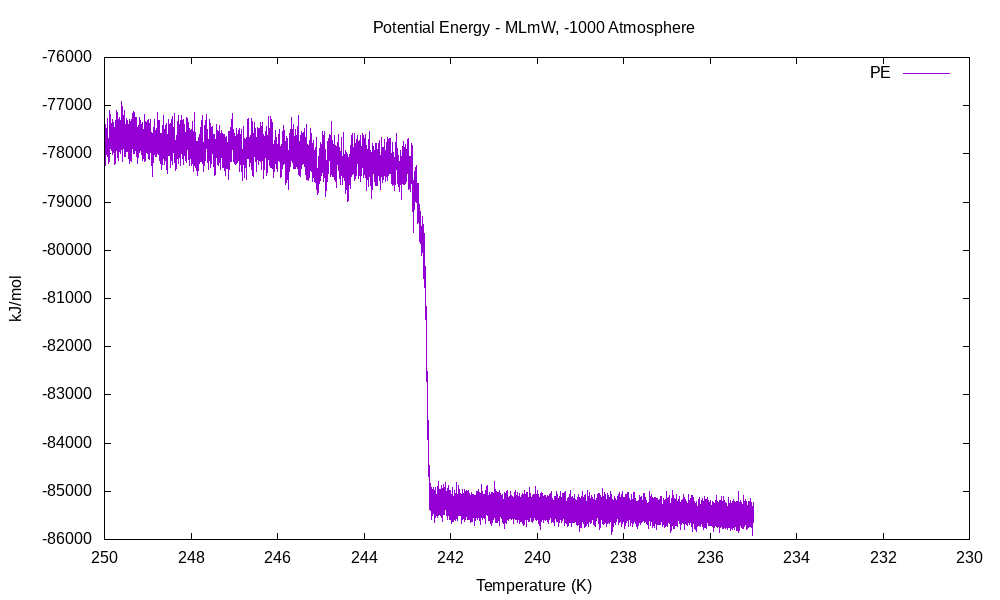 Potential Energy - MLmW, -1000 Atmosphere
PE
-76000
-77000
-78000
-79000
-80000
-81000
-82000
-83000
-84000
-85000
-86000
kJ/mol
250 248 246 244 242 240 238 236 234 232 230
Temperature (K)